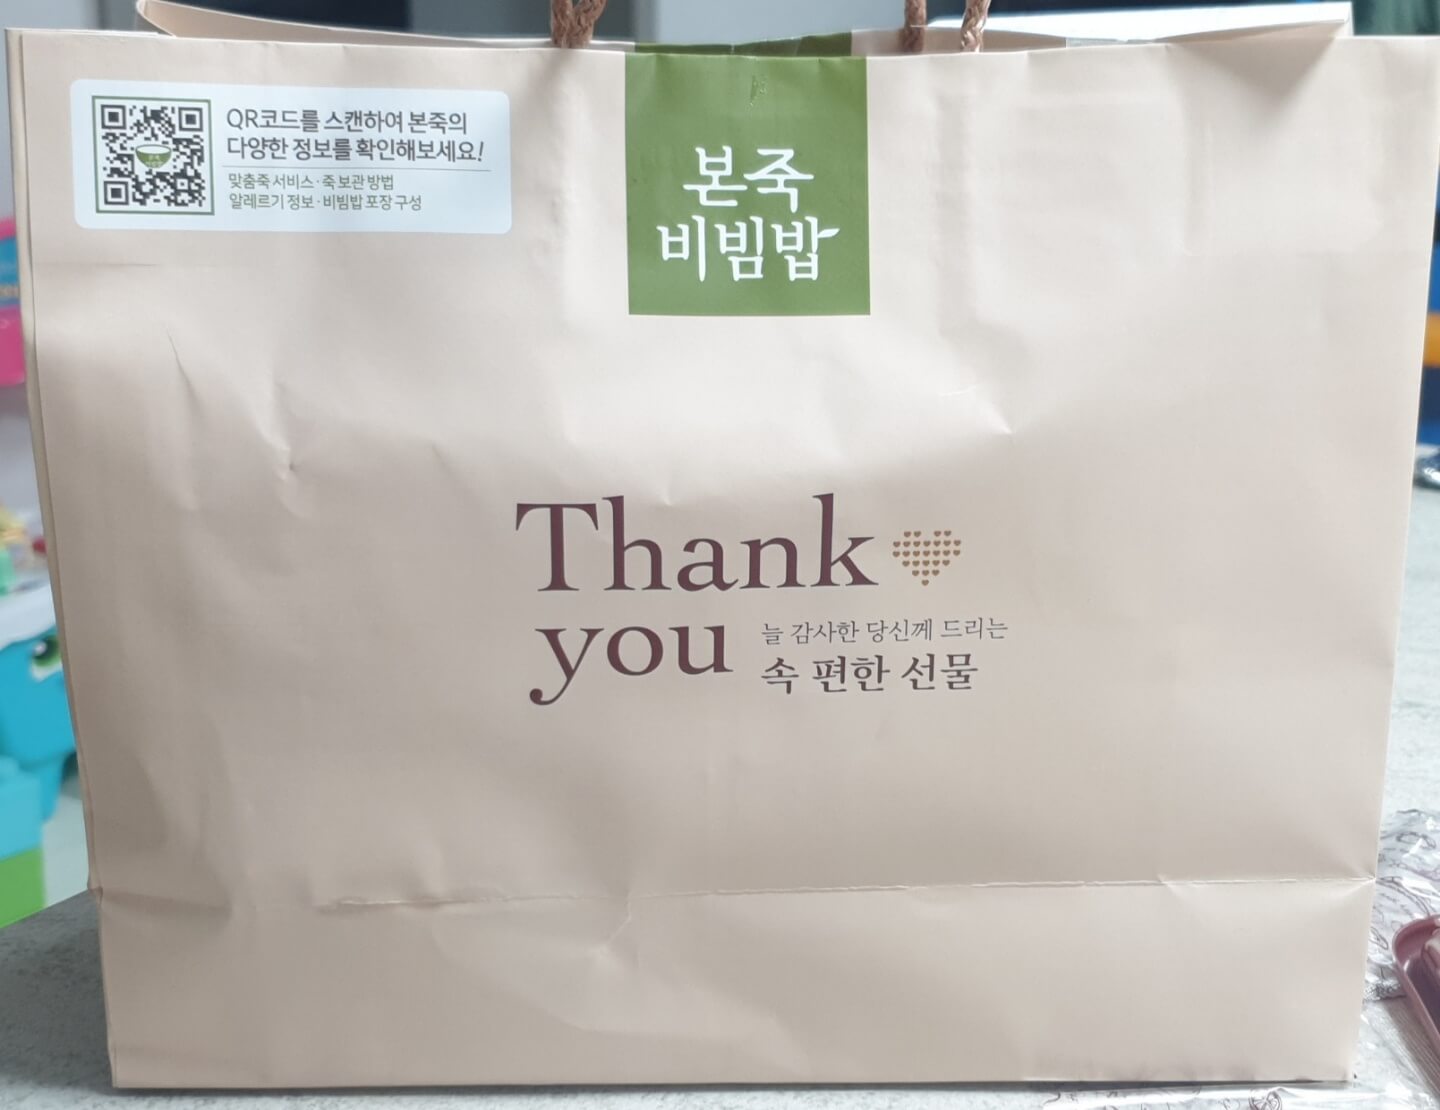 QR코드를 스캔하여 본죽의
다양한 정보를 확인해보세요!
맞춤죽 서비스 · 죽 보관 방법
알레르기 정보 · 비빔밥 포장 구성
본죽
비빔밥
Thank
you
늘 감사한 당신께 드리는
속 편한 선물